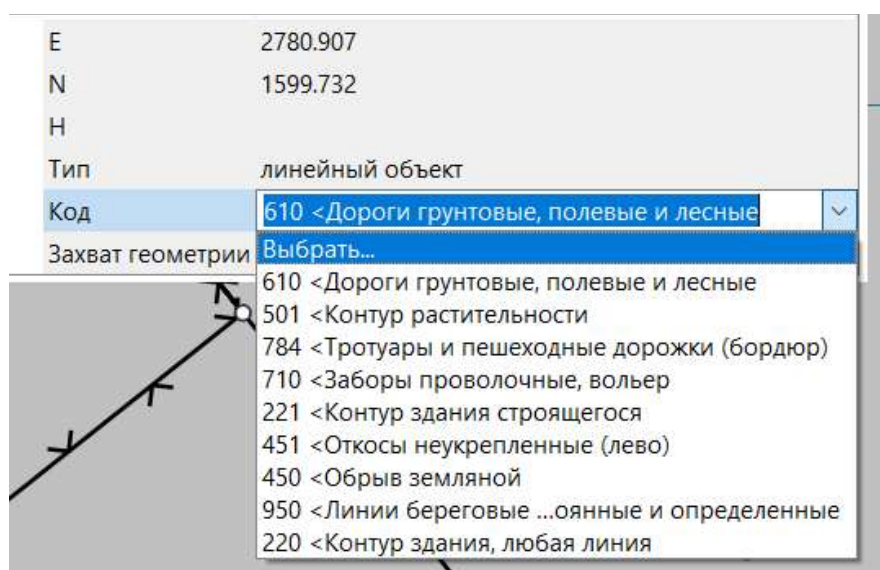 E 2780.907
N 1599.732
H
Тип линейный объект
Код 610 <Дороги грунтовые, полевые и лесные
Захват геометрии
Выбрать...
610 <Дороги грунтовые, полевые и лесные
501 <Контур растительности
784 <Тротуары и пешеходные дорожки (бордюр)
710 <Заборы проволочные, вольер
221 <Контур здания строящегося
451 <Откосы неукрепленные (лево)
450 <Обрыв земляной
950 <Линии береговые ...оянные и определенные
220 <Контур здания, любая линия